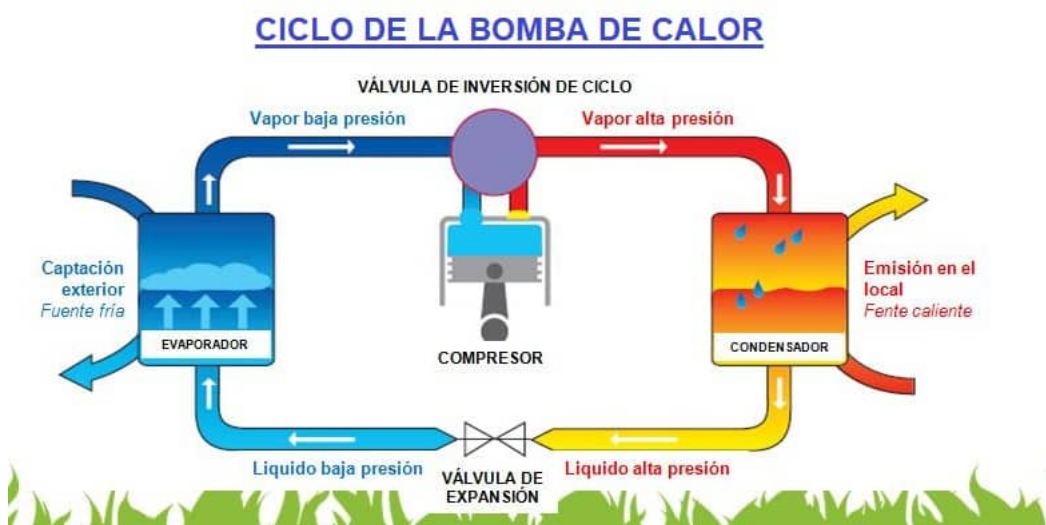 CICLO DE LA BOMBA DE CALOR
VÁLVULA DE INVERSIÓN DE CICLO
Vapor baja presión
Vapor alta presión
Captación
exterior
Fuente fría
EVAPORADOR
COMPRESOR
CONDENSADOR
Emisión en el
local
Fente caliente
Liquido baja presión
VÁLVULA DE
EXPANSIÓN
Liquido alta presión